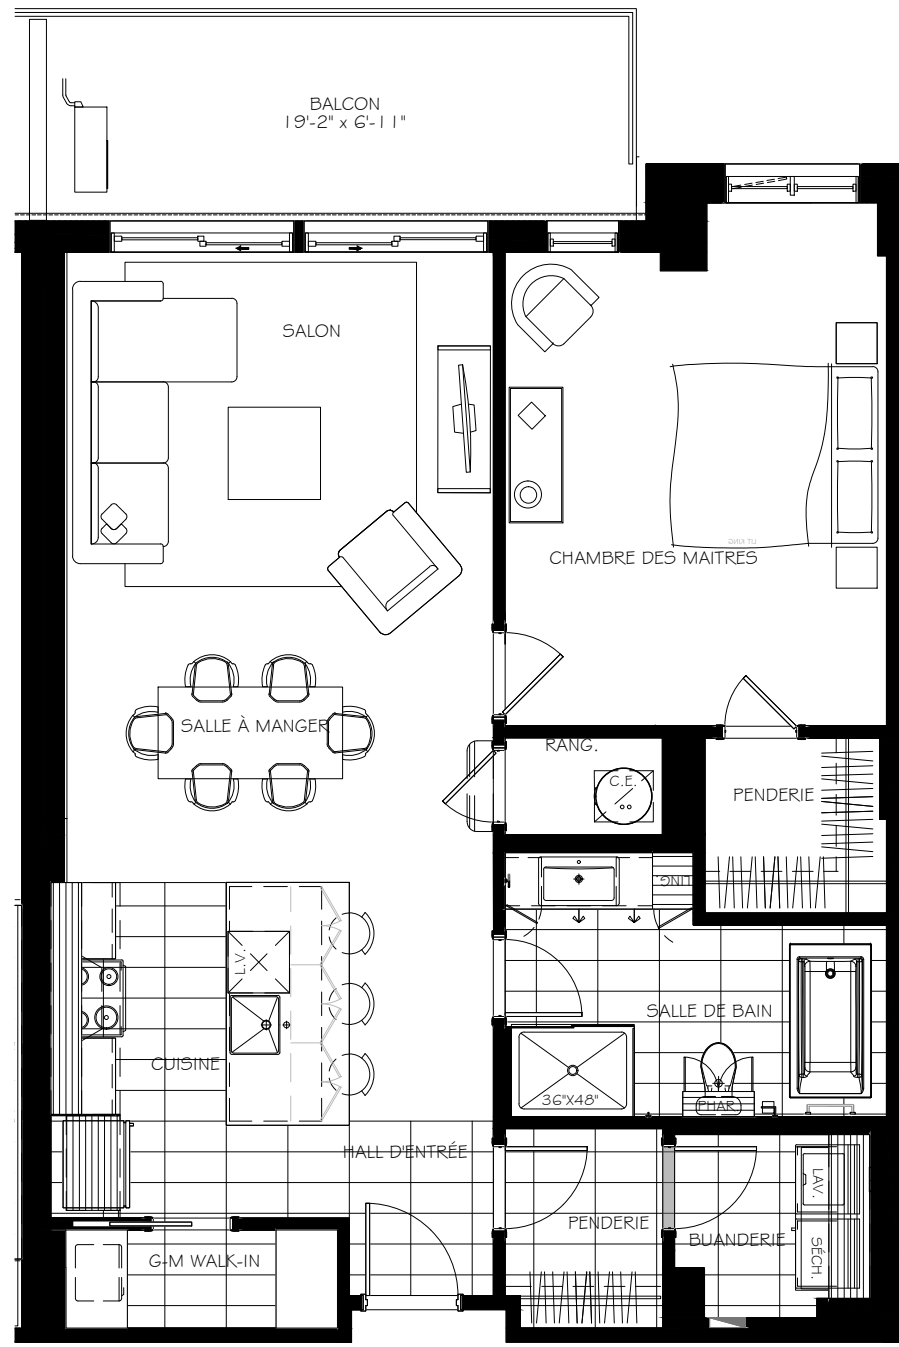 BALCON
19'-2" x 6'-11"
SALON
CHAMBRE DES MAITRES
SALLE À MANGER
RANG.
C.E.
PENDERIE
LING.
L.V.
SALLE DE BAIN
CUISINE
36"X48"
PHAR.
HALL D'ENTRÉE
LAV.
PENDERIE
BUANDERIE
SÉCH.
G-M WALK-IN